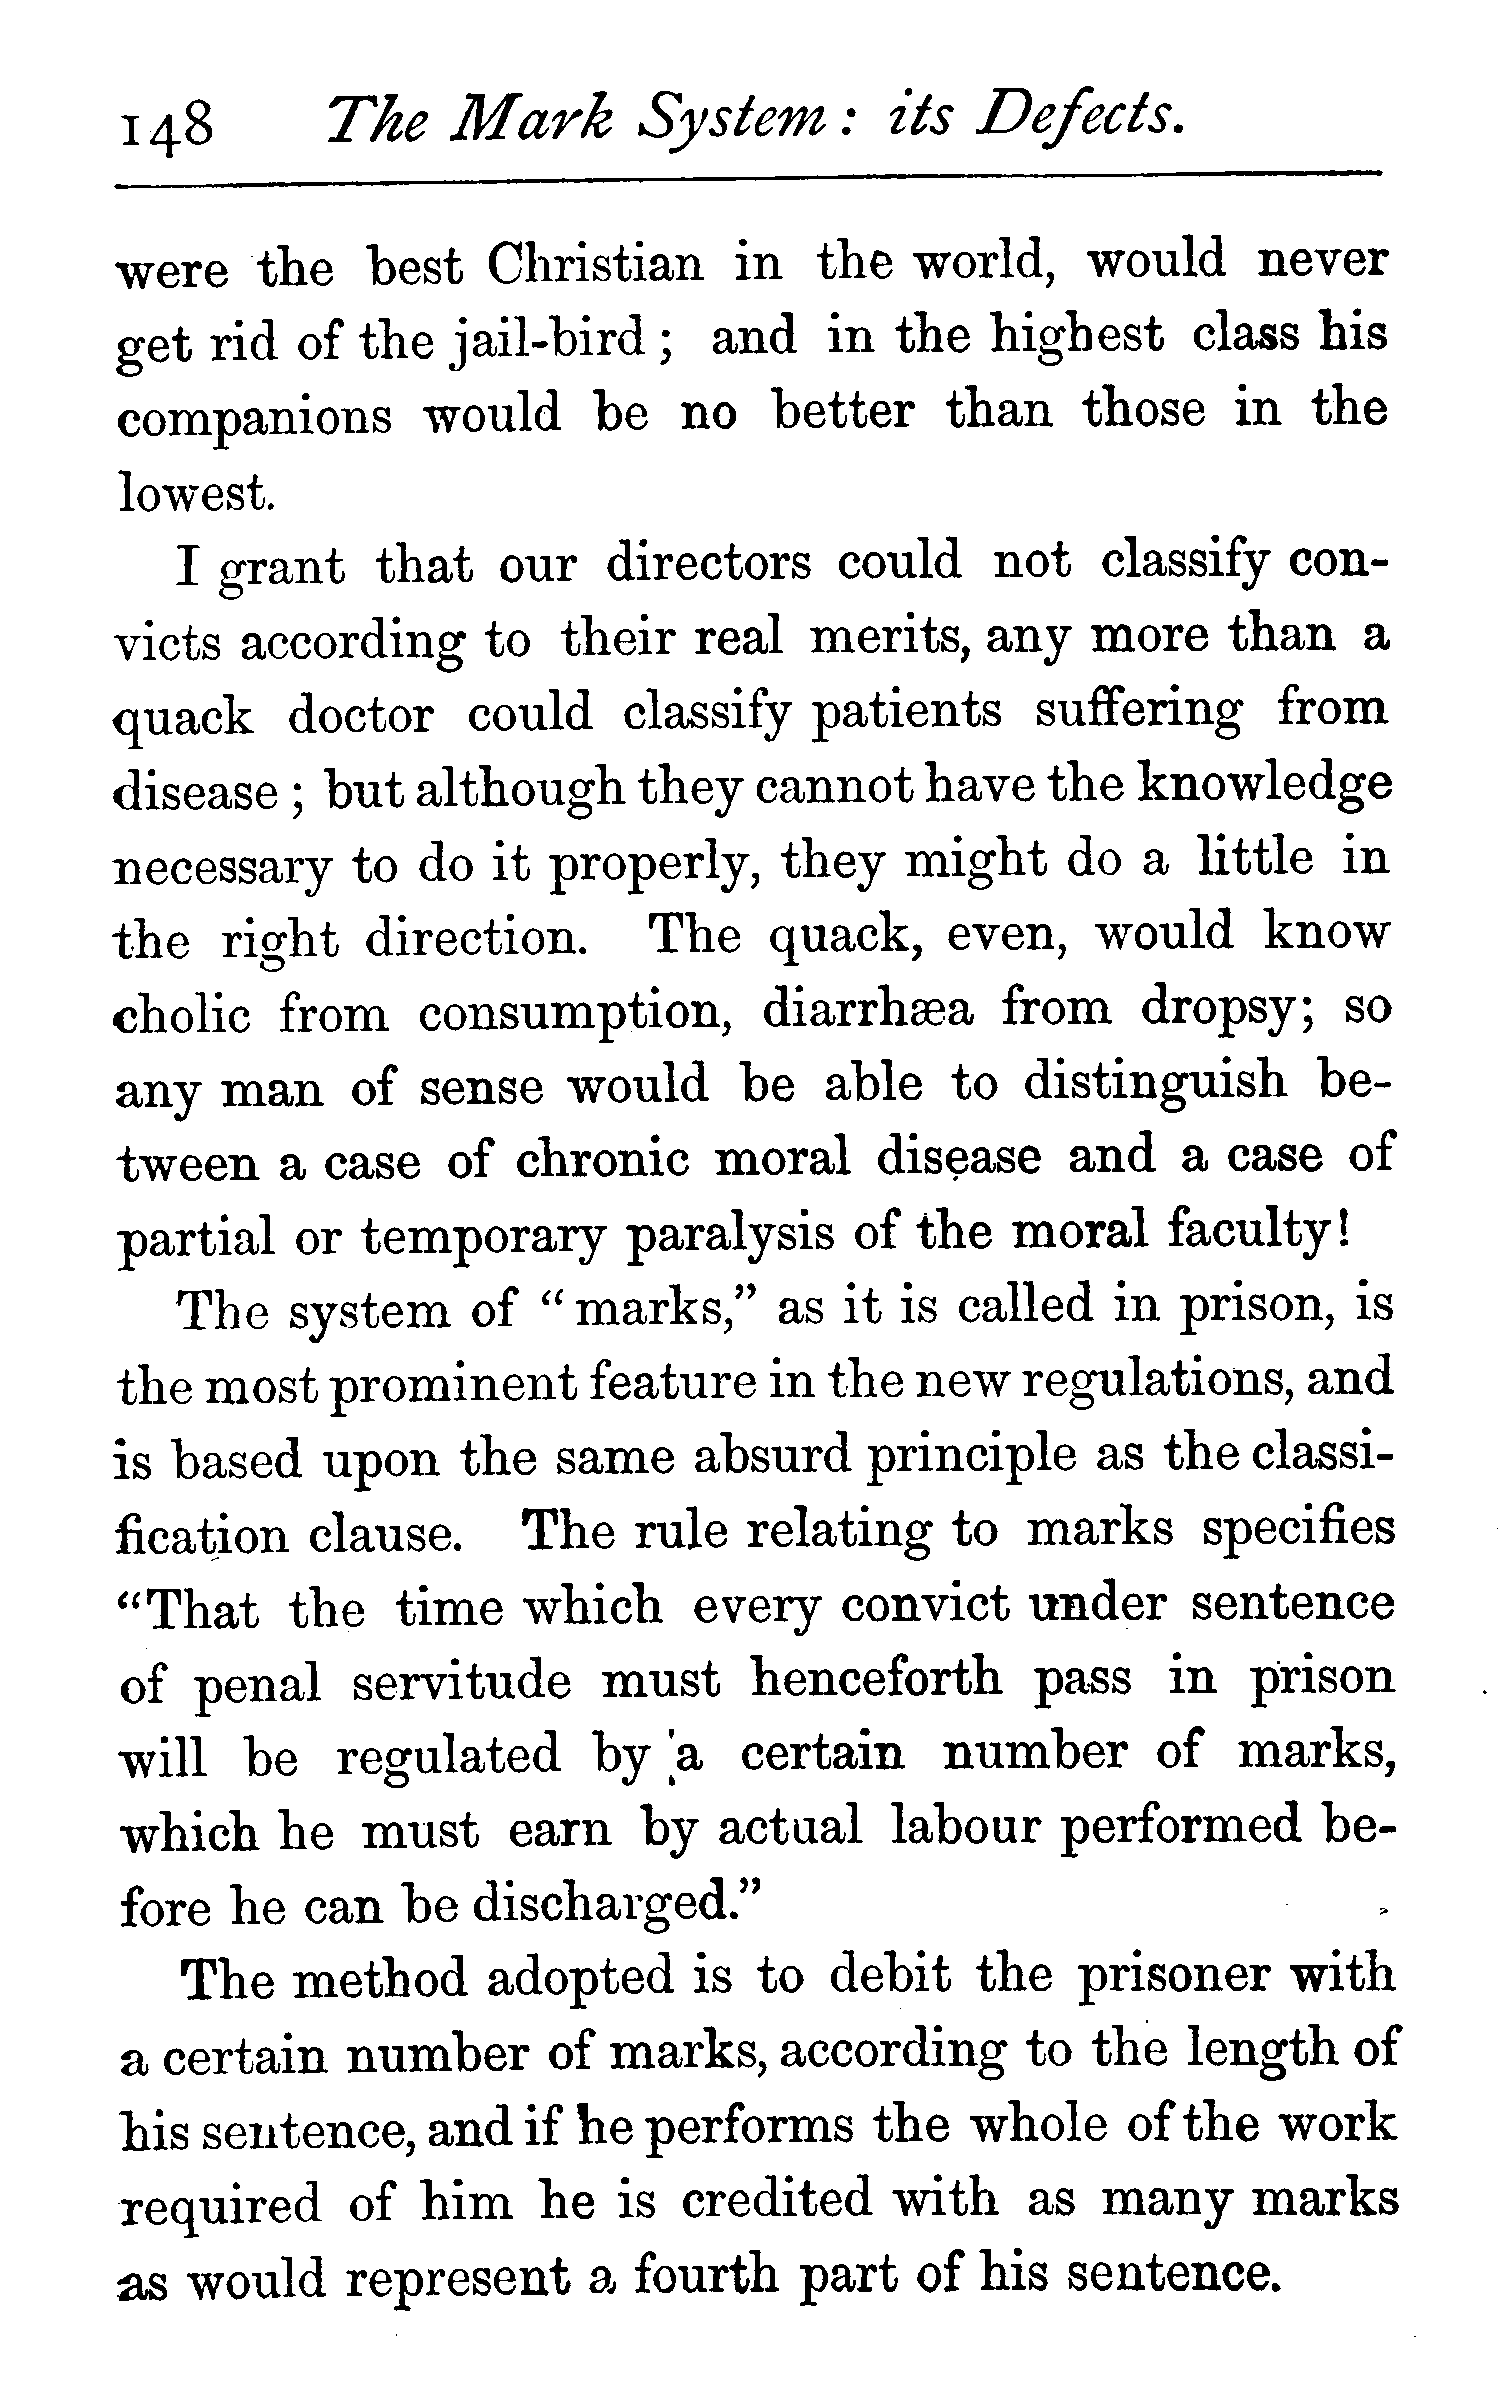 148 The Mark System: its Defects.
were the best Christian in the world, would never
get rid of the jail-bird; and in the highest class his
companions would be no better than those in the
lowest.
I grant that our directors could not classify con-
victs according to their real merits, any more than a
quack doctor could classify patients suffering from
disease; but although they cannot have the knowledge
necessary to do it properly, they might do a little in
the right direction. The quack, even, would know
cholic from consumption, diarrhæa from dropsy; so
any man of sense would be able to distinguish be-
tween a case of chronic moral disease and a case of
partial or temporary paralysis of the moral faculty!
The system of "marks," as it is called in prison, is
the most prominent feature in the new regulations, and
is based upon the same absurd principle as the classi-
fication clause. The rule relating to marks specifies
"That the time which every convict under sentence
of penal servitude must henceforth pass in prison
will be regulated by a certain number of marks,
which he must earn by actual labour performed be-
fore he can be discharged."
The method adopted is to debit the prisoner with
a certain number of marks, according to the length of
his sentence, and if he performs the whole of the work
required of him he is credited with as many marks
as would represent a fourth part of his sentence.